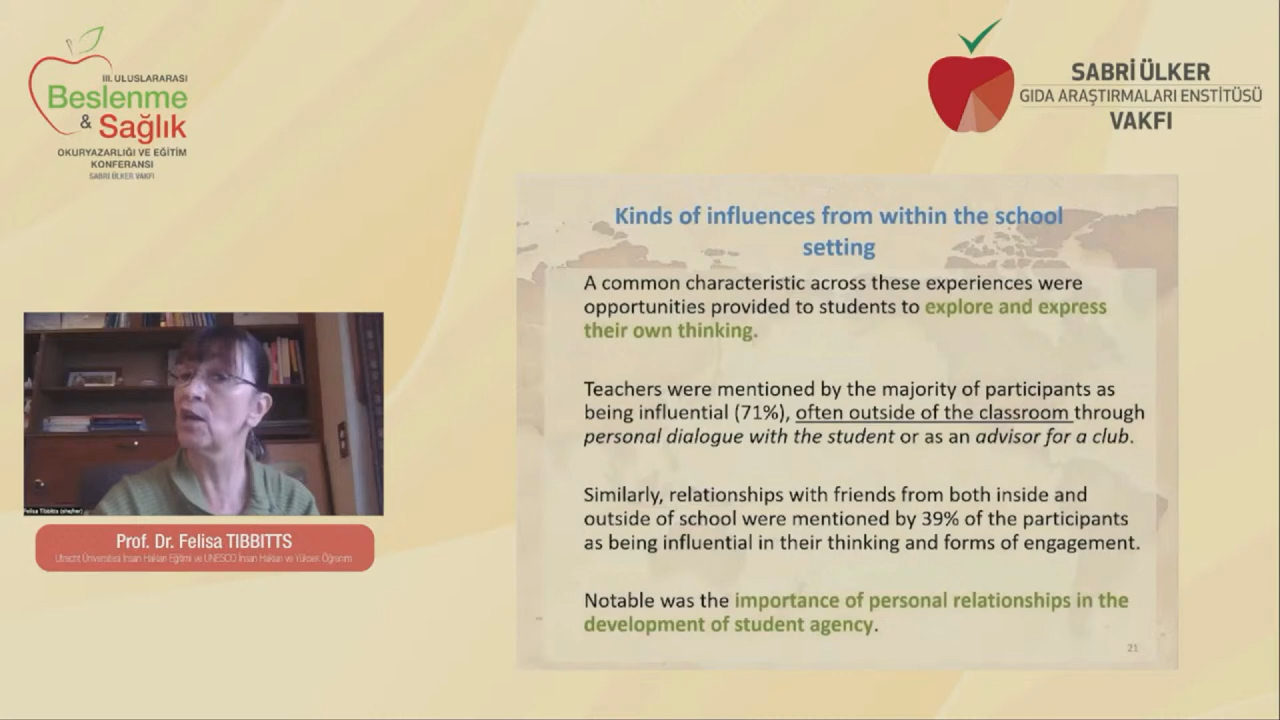 III. ULUSLARARASI
Beslenme
& Sağlık
OKURYAZARLIĞI VE EĞİTİM
KONFERANSI
SABRİ ÜLKER VAKFI
SABRİ ÜLKER
GIDA ARAŞTIRMALARI ENSTİTÜSÜ
VAKFI
Kinds of influences from within the school
setting
A common characteristic across these experiences were
opportunities provided to students to explore and express
their own thinking.
Teachers were mentioned by the majority of participants as
being influential (71%), often outside of the classroom through
personal dialogue with the student or as an advisor for a club.
Similarly, relationships with friends from both inside and
outside of school were mentioned by 39% of the participants
as being influential in their thinking and forms of engagement.
Notable was the importance of personal relationships in the
development of student agency.
21
Felisa Tibbitts (she/her)
Prof. Dr. Felisa TIBBITTS
Utrecht Üniversitesi İnsan Hakları Eğitimi ve UNESCO İnsan Hakları ve Yüksek Öğrenim